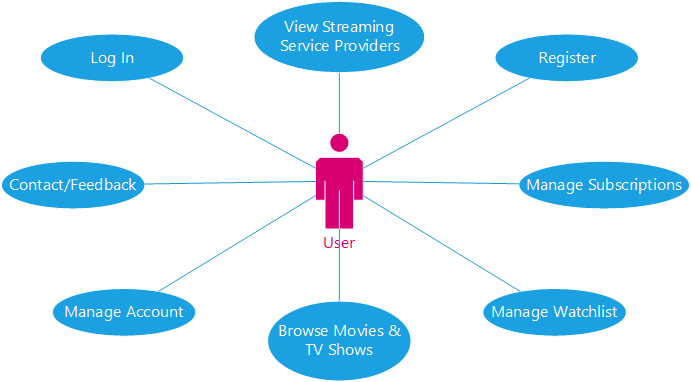 View Streaming
Service Providers
Log In
Register
Contact/Feedback
Manage Subscriptions
User
Manage Account
Manage Watchlist
Browse Movies &
TV Shows